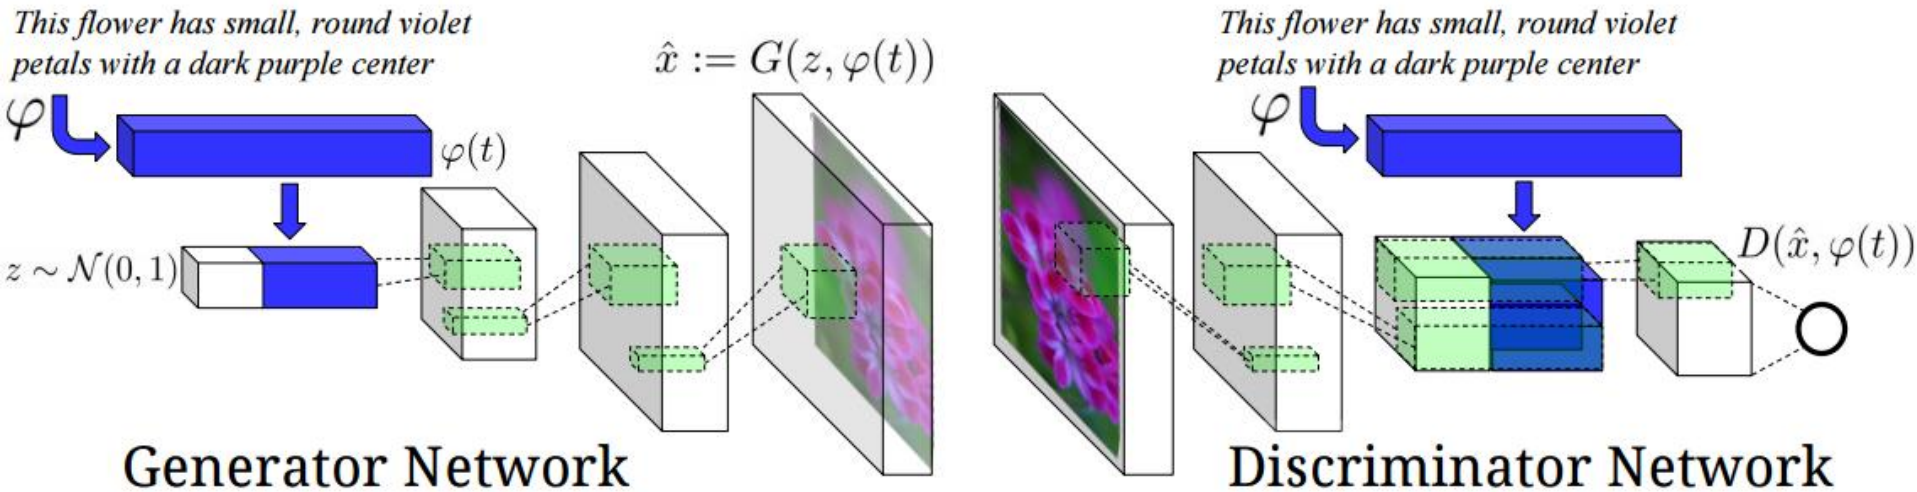 This flower has small, round violet
petals with a dark purple center
φ
φ(t)
z ∼ 𝒩(0, 1)
x̂ := G(z, φ(t))
Generator Network
This flower has small, round violet
petals with a dark purple center
φ
D(x̂, φ(t))
Discriminator Network